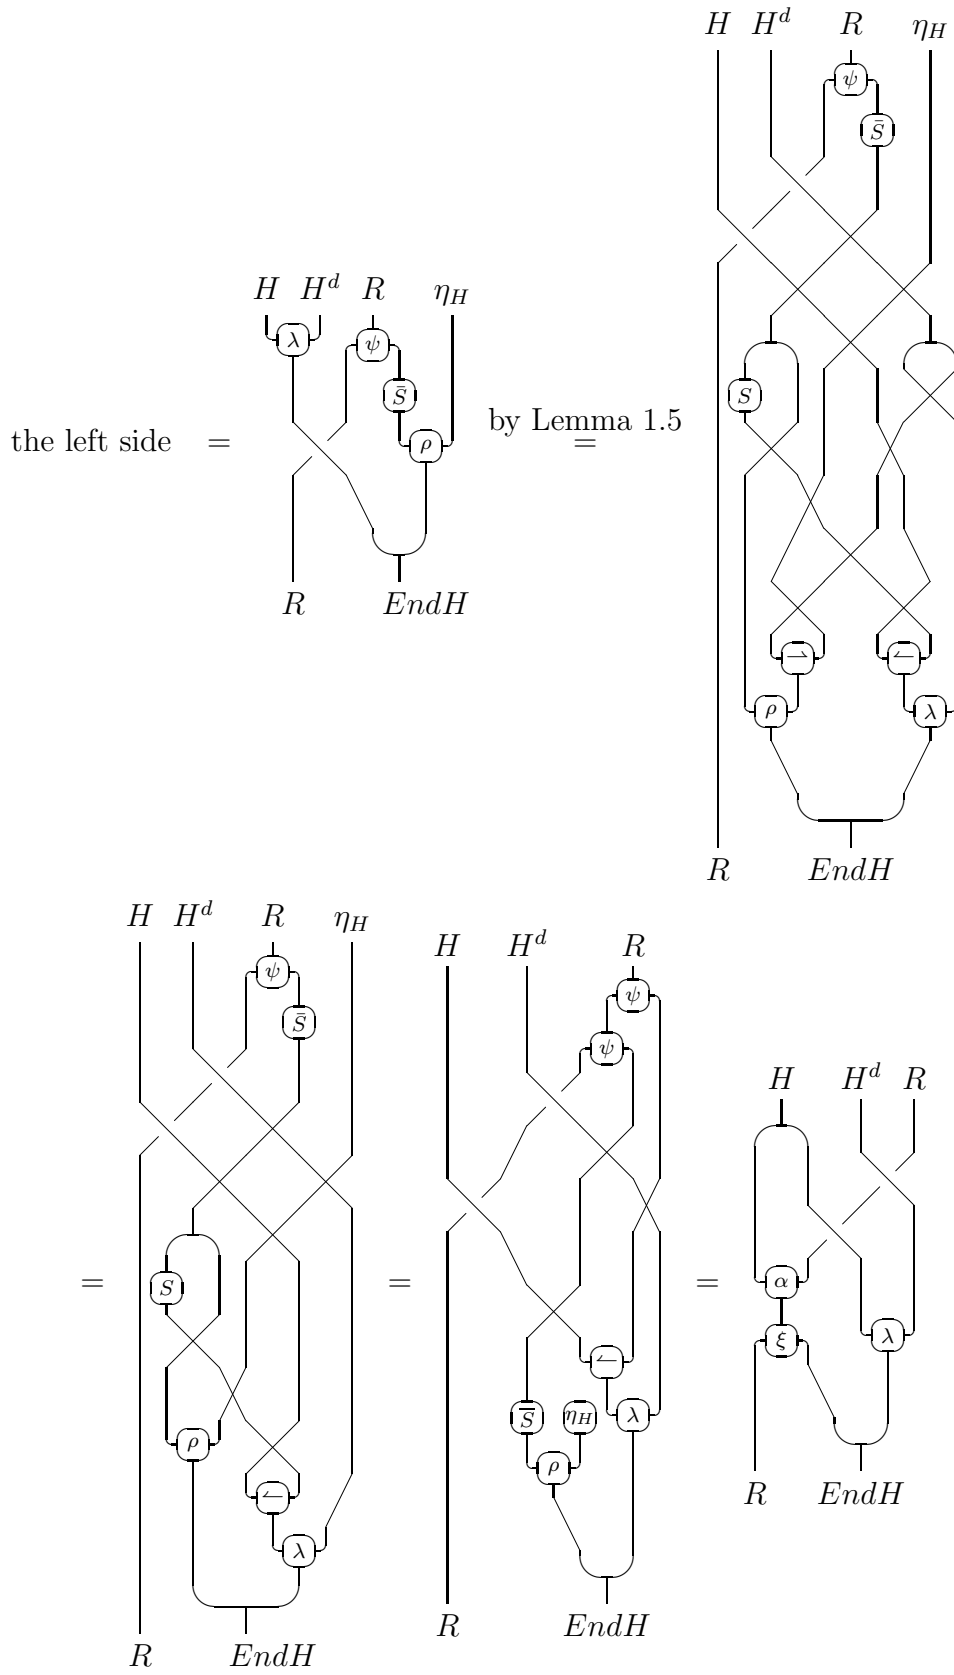 H H^d R η_H
ψ
S̄
H H^d R η_H
λ ψ
S̄ S
the left side = ρ by Lemma 1.5 =
R EndH
⇀ ↼
ρ λ
R EndH
H H^d R η_H H H^d R
ψ ψ
S̄ ψ
H H^d R
= S = = α
↼ λ ξ
S̄ η_H λ
ρ ρ
↼
λ
R EndH
R EndH
R EndH